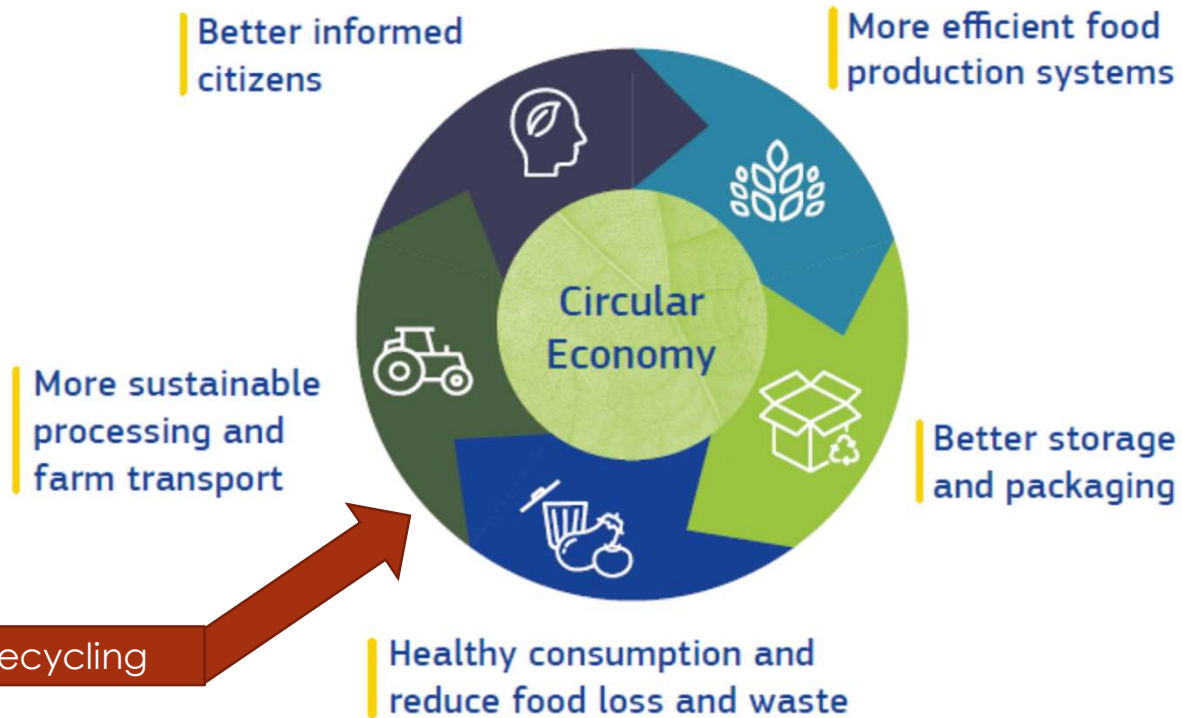 Better informed
citizens
More efficient food
production systems
Circular
Economy
More sustainable
processing and
farm transport
Better storage
and packaging
ecycling
Healthy consumption and
reduce food loss and waste